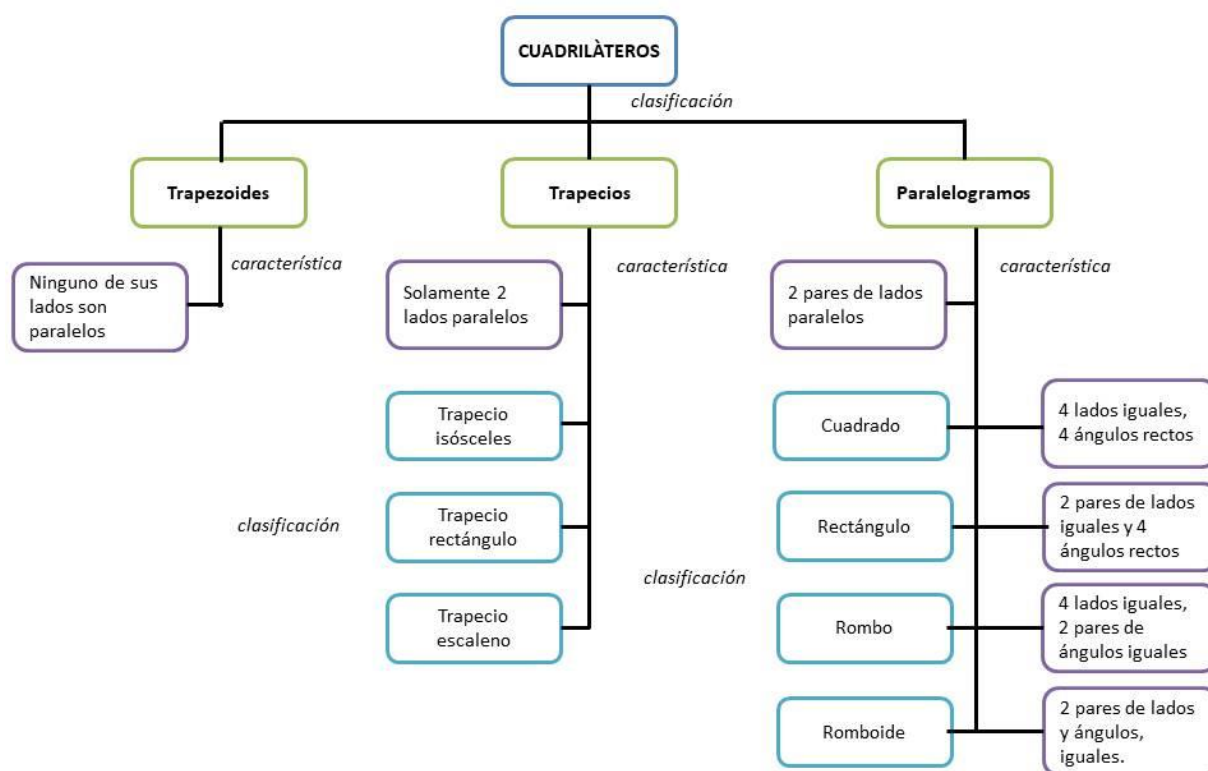 CUADRILÀTEROS
clasificación
Trapezoides
Trapecios
Paralelogramos
característica
Ninguno de sus
lados son
paralelos
característica
Solamente 2
lados paralelos
característica
2 pares de lados
paralelos
Trapecio
isósceles
clasificación
Trapecio
rectángulo
Trapecio
escaleno
clasificación
Cuadrado
4 lados iguales,
4 ángulos rectos
Rectángulo
2 pares de lados
iguales y 4
ángulos rectos
Rombo
4 lados iguales,
2 pares de
ángulos iguales
Romboide
2 pares de lados
y ángulos,
iguales.